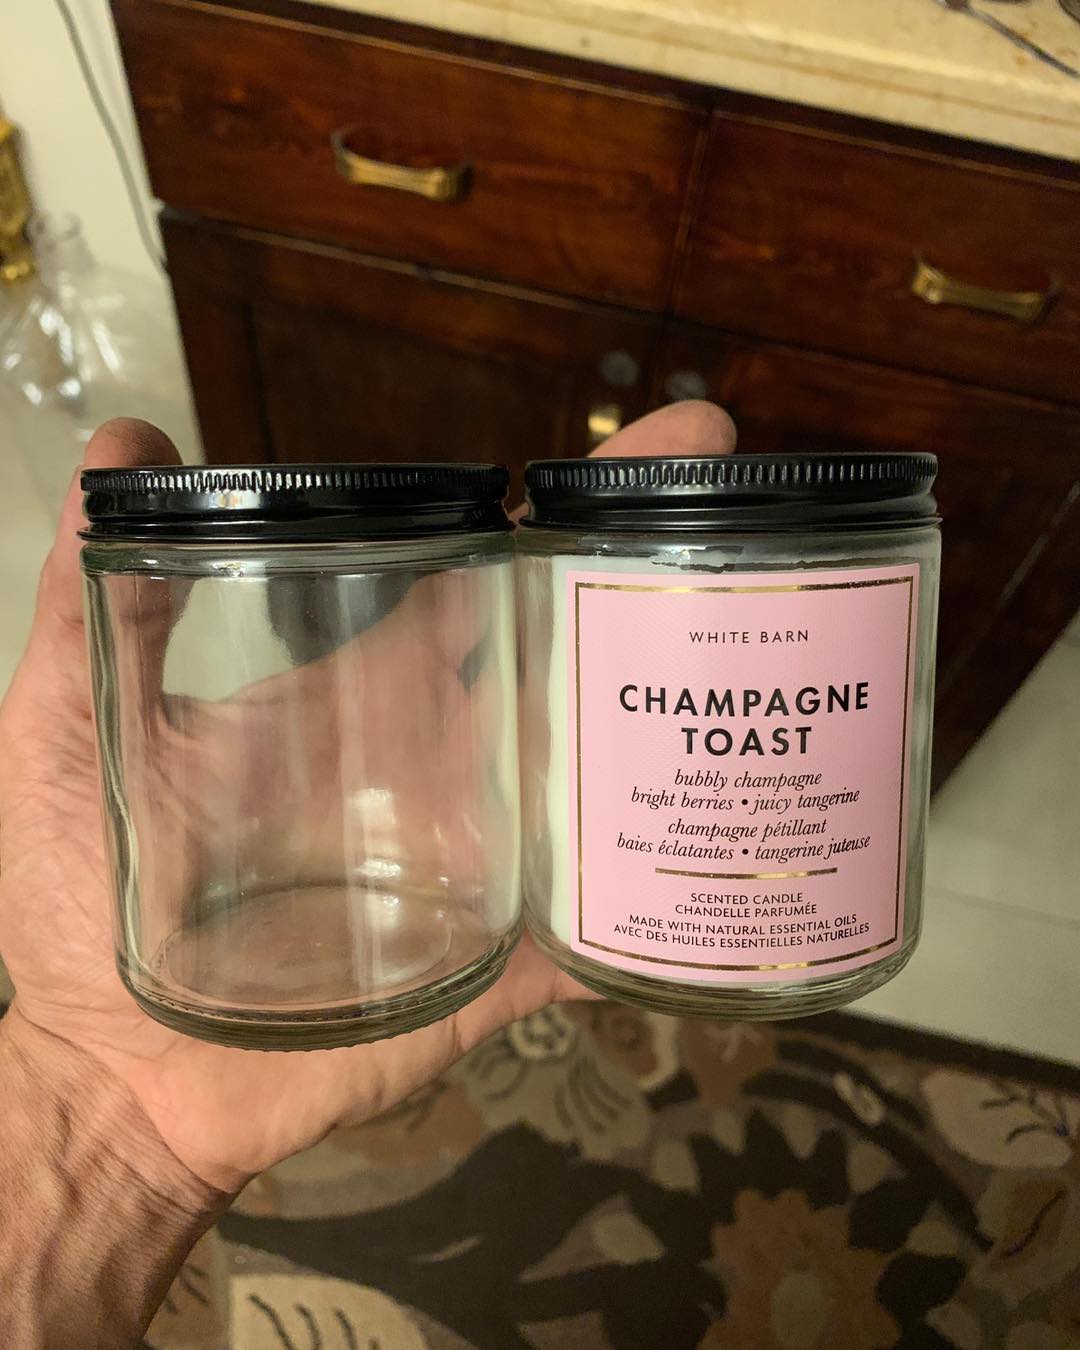 WHITE BARN
CHAMPAGNE
TOAST
bubbly champagne
bright berries • juicy tangerine
champagne pétillant
baies éclatantes • tangerine juteuse
SCENTED CANDLE
CHANDELLE PARFUMÉE
MADE WITH NATURAL ESSENTIAL OILS
AVEC DES HUILES ESSENTIELLES NATURELLES